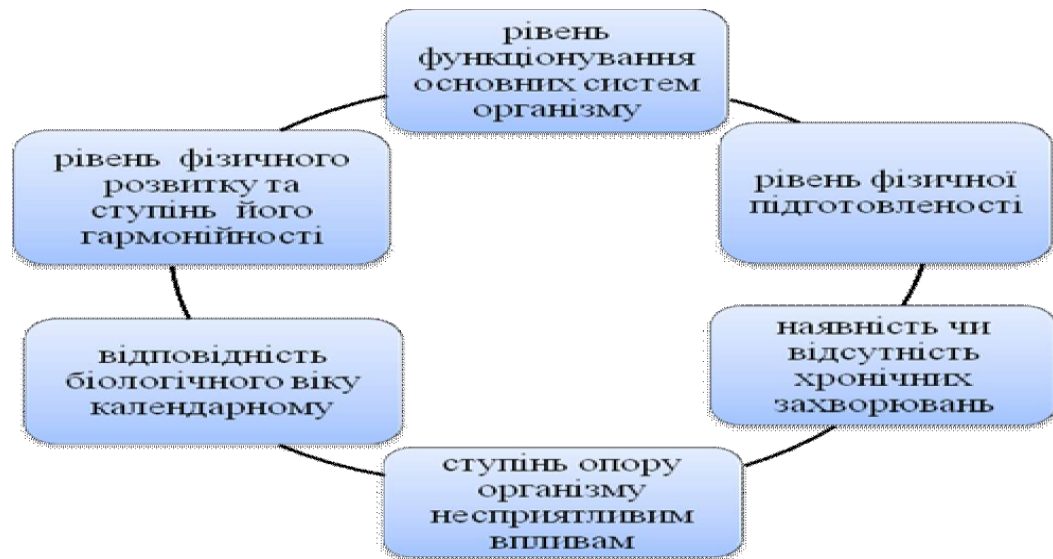 рівень
функціонування
основних систем
організму
рівень фізичної
підготовленості
наявність чи
відсутність
хронічних
захворювань
ступінь опору
організму
несприятливим
впливам
відповідність
біологічного віку
календарному
рівень фізичного
розвитку та
ступінь його
гармонійності